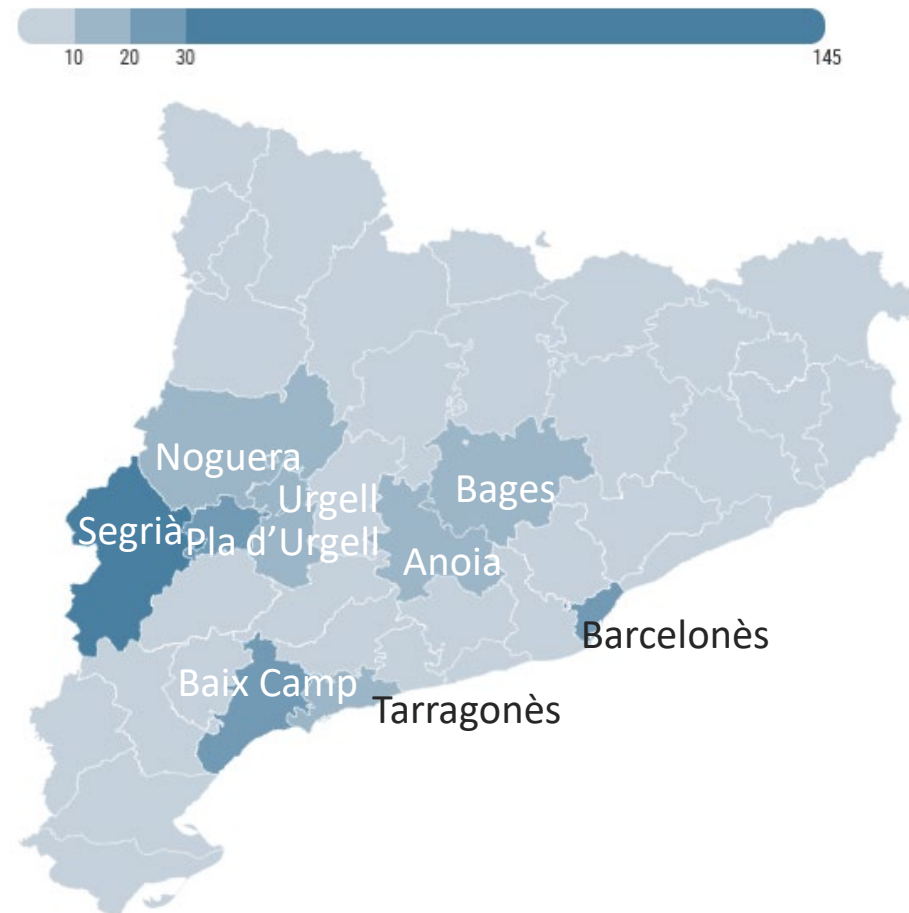 10 20 30 145
Noguera
Urgell
Bages
Segrià
Pla d’Urgell
Anoia
Barcelonès
Baix Camp
Tarragonès